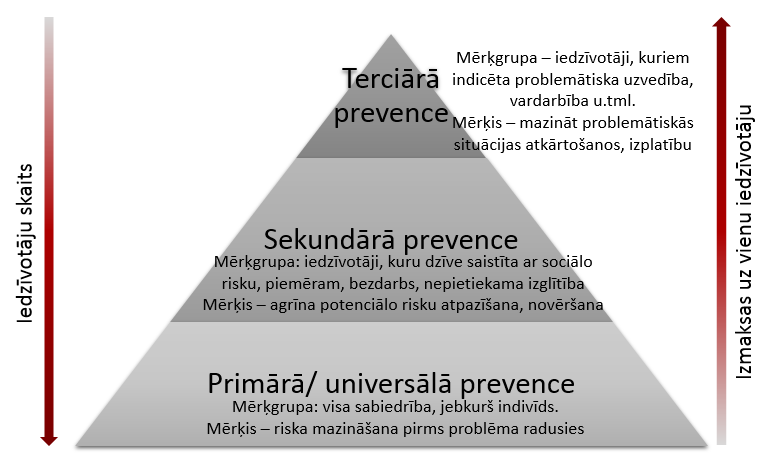 Terciārā
prevence
Mērķgrupa – iedzīvotāji, kuriem
indicēta problemātiska uzvedība,
vardarbība u.tml.
Mērķis – mazināt problemātiskās
situācijas atkārtošanos, izplatību
Iedzīvotāju skaits
Izmaksas uz vienu iedzīvotāju
Sekundārā prevence
Mērķgrupa: iedzīvotāji, kuru dzīve saistīta ar sociālo
risku, piemēram, bezdarbs, nepietiekama izglītība
Mērķis – agrīna potenciālo risku atpazīšana, novēršana
Primārā/ universālā prevence
Mērķgrupa: visa sabiedrība, jebkurš indivīds.
Mērķis – riska mazināšana pirms problēma radusies